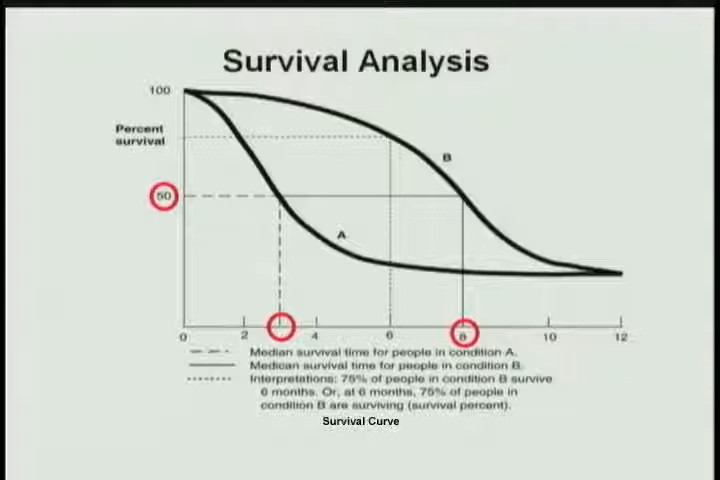 Survival Analysis
100
Percent
survival
50
B
A
0 2 4 6 8 10 12
Median survival time for people in condition A.
Medican survival time for people in condition B.
Interpretations: 75% of people in condition B survive
6 months. Or, at 6 months, 75% of people in
condition B are surviving (survival percent).
Survival Curve